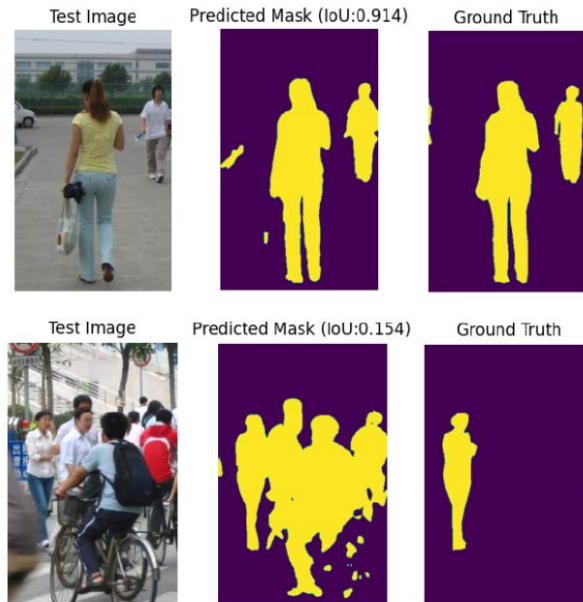 Test Image
Predicted Mask (IoU:0.914)
Ground Truth
Test Image
Predicted Mask (IoU:0.154)
Ground Truth